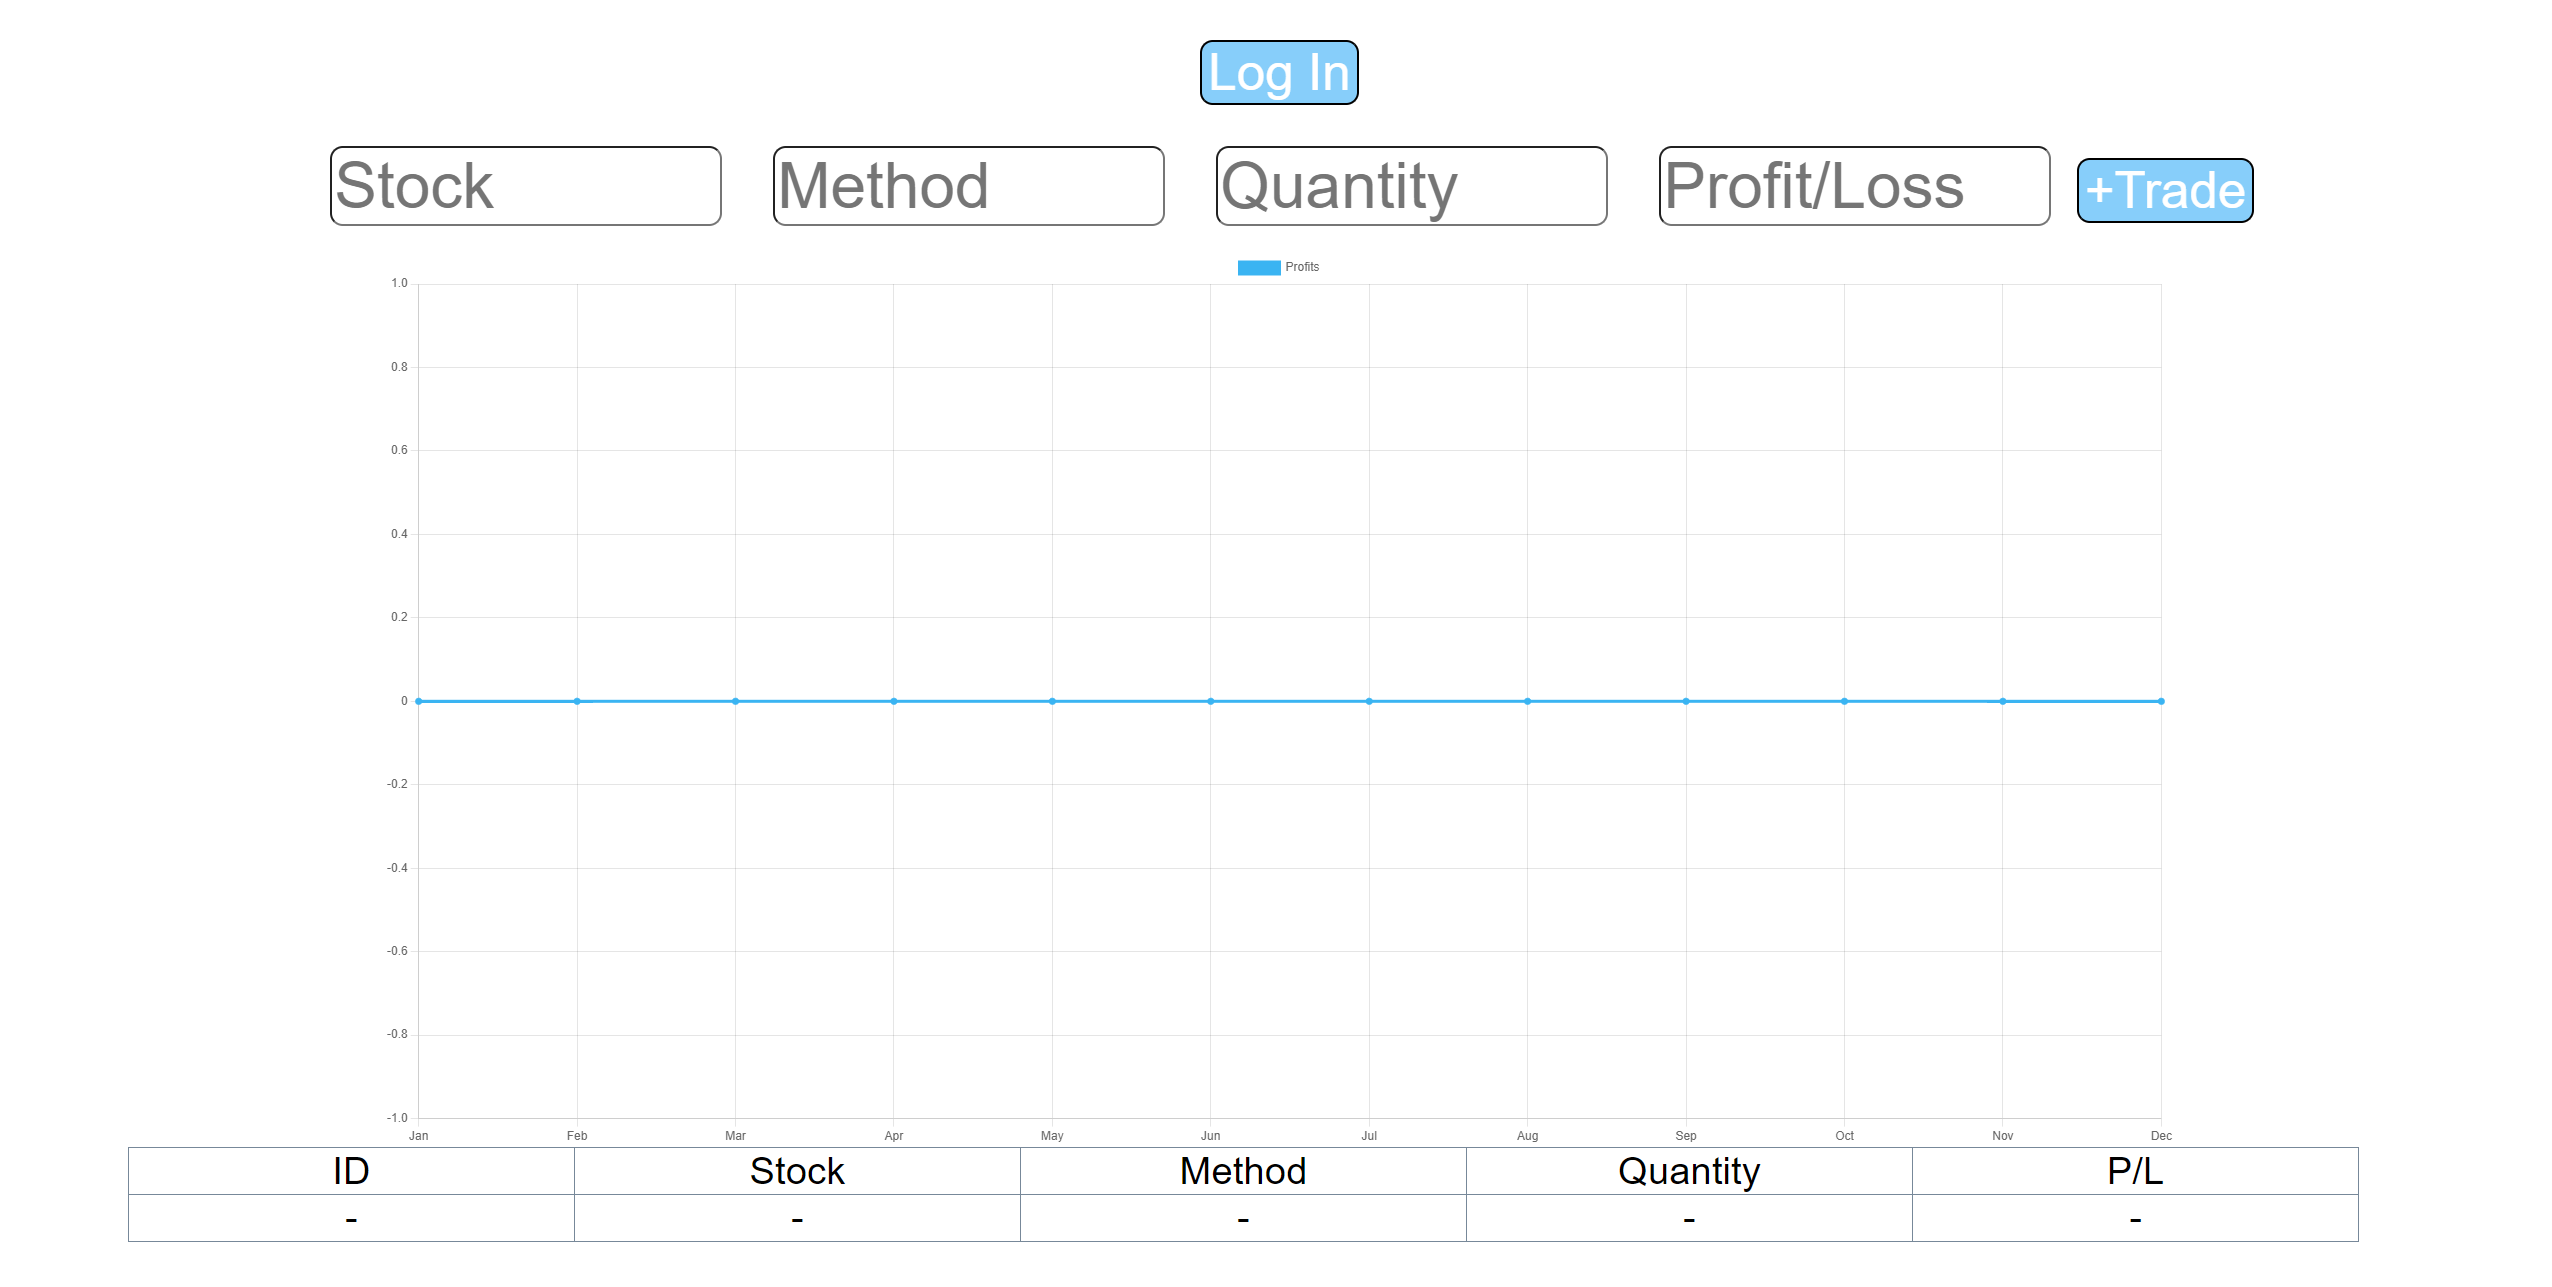 Log In
Stock Method Quantity Profit/Loss +Trade
Profits
1.0
0.8
0.6
0.4
0.2
0
-0.2
-0.4
-0.6
-0.8
-1.0
Jan Feb Mar Apr May Jun Jul Aug Sep Oct Nov Dec
ID Stock Method Quantity P/L
- - - - -